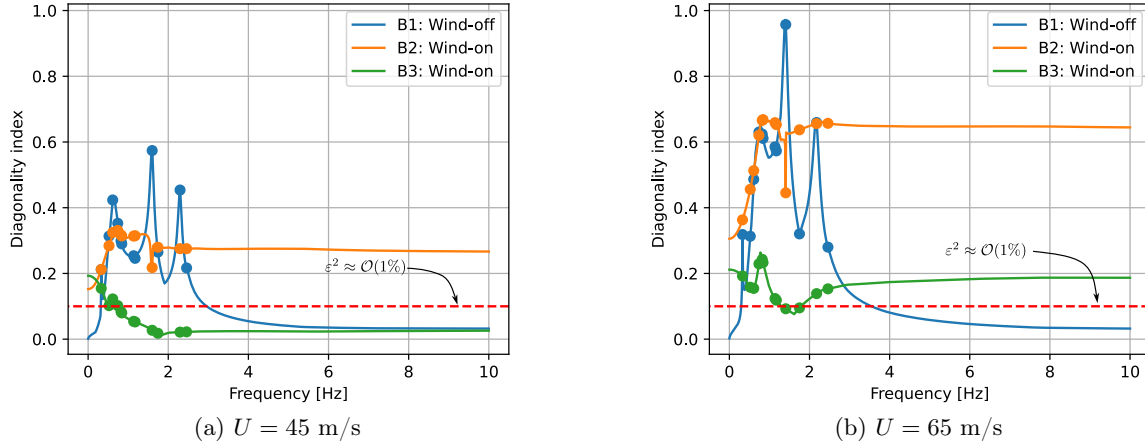 1.0
0.8
0.6
0.4
0.2
0.0
Diagonality index
B1: Wind-off
B2: Wind-on
B3: Wind-on
ε² ≈ 𝒪(1%)
0 2 4 6 8 10
Frequency [Hz]
(a) U = 45 m/s
1.0
0.8
0.6
0.4
0.2
0.0
Diagonality index
B1: Wind-off
B2: Wind-on
B3: Wind-on
ε² ≈ 𝒪(1%)
0 2 4 6 8 10
Frequency [Hz]
(b) U = 65 m/s